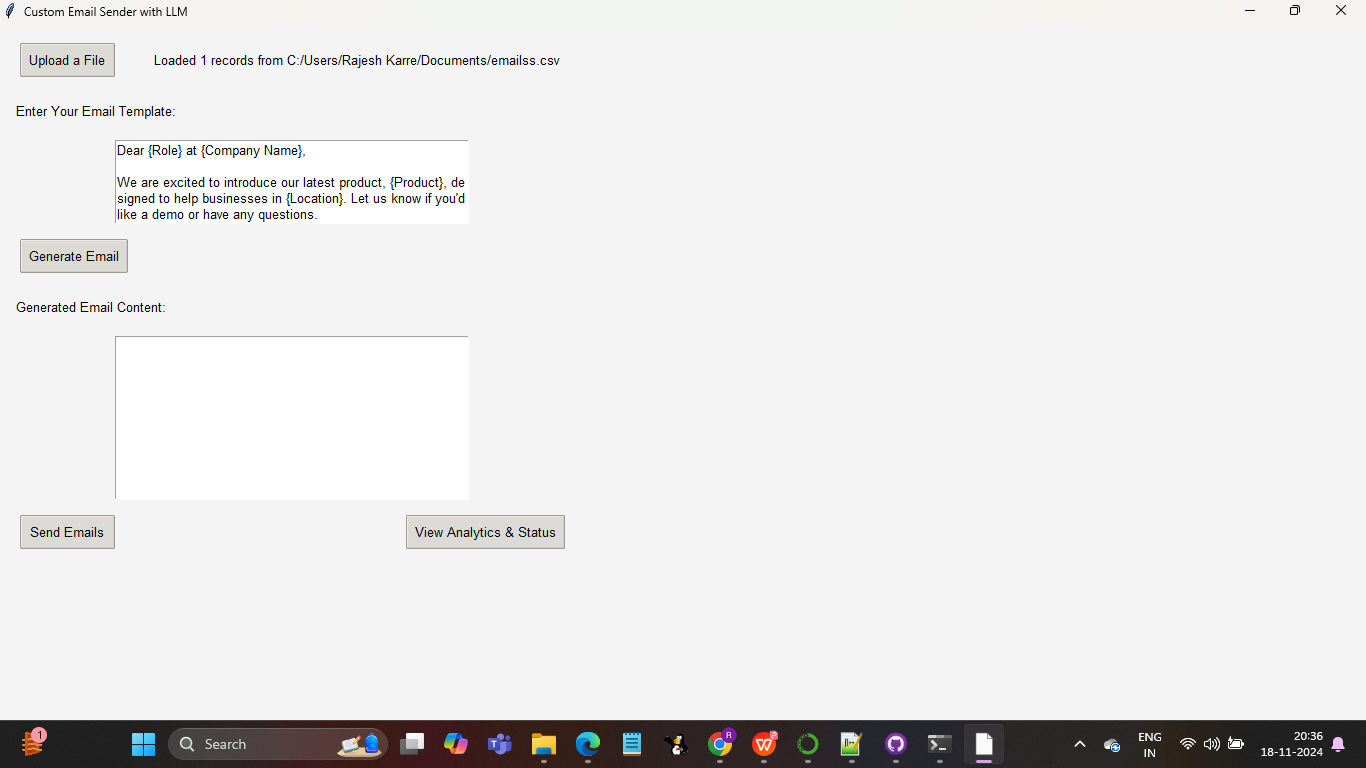 Custom Email Sender with LLM
Upload a File
Loaded 1 records from C:/Users/Rajesh Karre/Documents/emailss.csv
Enter Your Email Template:
Dear {Role} at {Company Name},
We are excited to introduce our latest product, {Product}, de
signed to help businesses in {Location}. Let us know if you'd
like a demo or have any questions.
Generate Email
Generated Email Content:
Send Emails
View Analytics & Status
1
Search
R
ENG
IN
20:36
18-11-2024